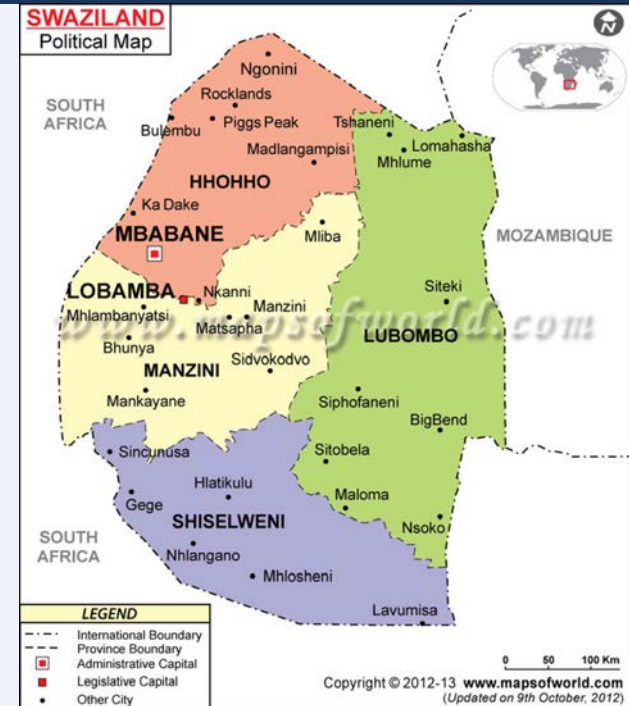 SWAZILAND
Political Map
N
Ngonini
SOUTH
AFRICA
Rocklands
Bulembu
Piggs Peak
Tshaneni
Lomahasha
Mhlume
Madlangampisi
HHOHHO
Ka Dake
MBABANE
Mliba
MOZAMBIQUE
LOBAMBA
Nkanni
Siteki
Mhlambanyatsi
Manzini
Matsapha
www.mapsofworld.com
LUBOMBO
Bhunya
MANZINI
Sidvokodvo
Mankayane
Siphofaneni
BigBend
Sincunusa
Sitobela
Hlatikulu
Gege
Maloma
SHISELWENI
Nsoko
SOUTH
AFRICA
Nhlangano
Mhlosheni
Lavumisa
LEGEND
International Boundary
Province Boundary
Administrative Capital
Legislative Capital
Other City
0 50 100 Km
Copyright © 2012-13 www.mapsofworld.com
(Updated on 9th October, 2012)